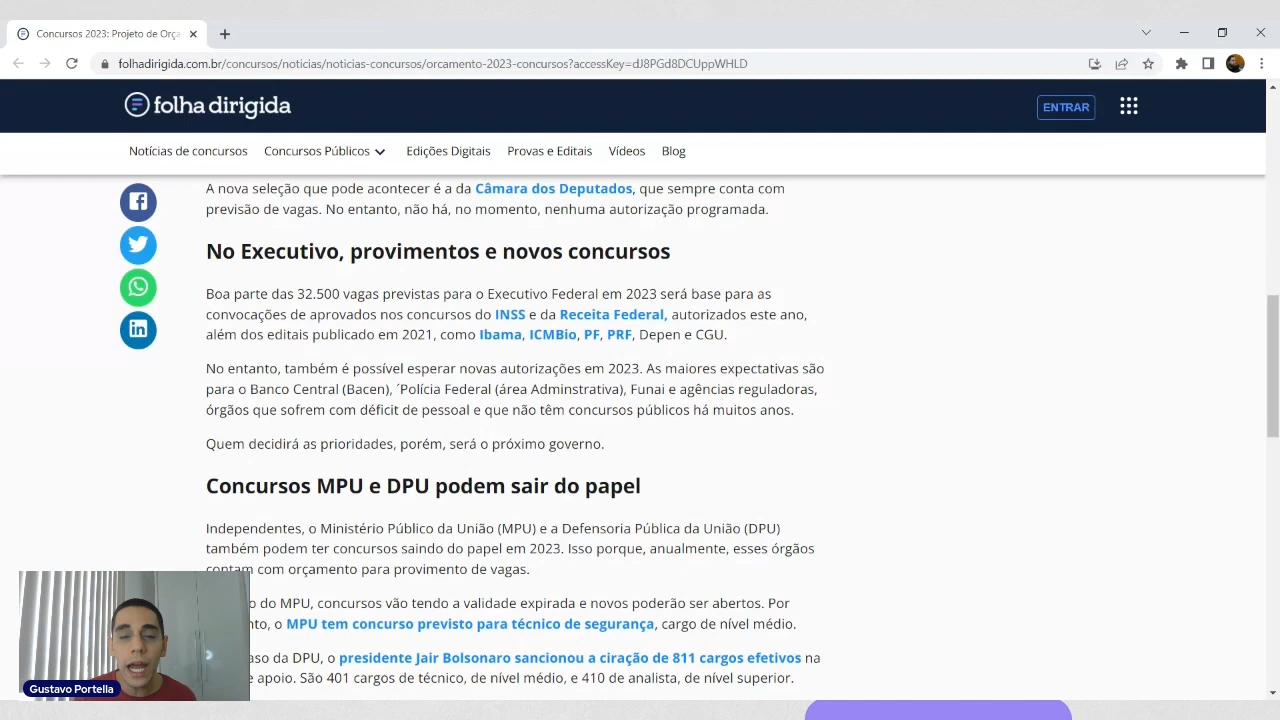 Concursos 2023: Projeto de Orça
folhadirigida.com.br/concursos/noticias/noticias-concursos/orcamento-2023-concursos?accessKey=dJ8PGd8DCUppWHLD
folha dirigida
ENTRAR
Notícias de concursos Concursos Públicos Edições Digitais Provas e Editais Vídeos Blog
A nova seleção que pode acontecer é a da Câmara dos Deputados, que sempre conta com
previsão de vagas. No entanto, não há, no momento, nenhuma autorização programada.
No Executivo, provimentos e novos concursos
Boa parte das 32.500 vagas previstas para o Executivo Federal em 2023 será base para as
convocações de aprovados nos concursos do INSS e da Receita Federal, autorizados este ano,
além dos editais publicado em 2021, como Ibama, ICMBio, PF, PRF, Depen e CGU.
No entanto, também é possível esperar novas autorizações em 2023. As maiores expectativas são
para o Banco Central (Bacen), ´Polícia Federal (área Adminstrativa), Funai e agências reguladoras,
órgãos que sofrem com déficit de pessoal e que não têm concursos públicos há muitos anos.
Quem decidirá as prioridades, porém, será o próximo governo.
Concursos MPU e DPU podem sair do papel
Independentes, o Ministério Público da União (MPU) e a Defensoria Pública da União (DPU)
também podem ter concursos saindo do papel em 2023. Isso porque, anualmente, esses órgãos
contam com orçamento para provimento de vagas.
do MPU, concursos vão tendo a validade expirada e novos poderão ser abertos. Por
nto, o MPU tem concurso previsto para técnico de segurança, cargo de nível médio.
aso da DPU, o presidente Jair Bolsonaro sancionou a ciração de 811 cargos efetivos na
e apoio. São 401 cargos de técnico, de nível médio, e 410 de analista, de nível superior.
Gustavo Portella